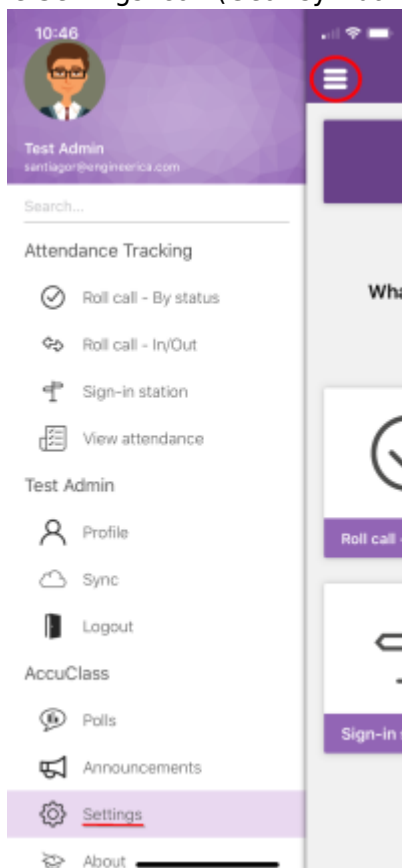 10:46
Test Admin
santiagor@engineerica.com
Search...
Attendance Tracking
Roll call - By status
Roll call - In/Out
Sign-in station
View attendance
Test Admin
Profile
Sync
Logout
AccuClass
Polls
Announcements
Settings
About
Wha
Roll call
Sign-in